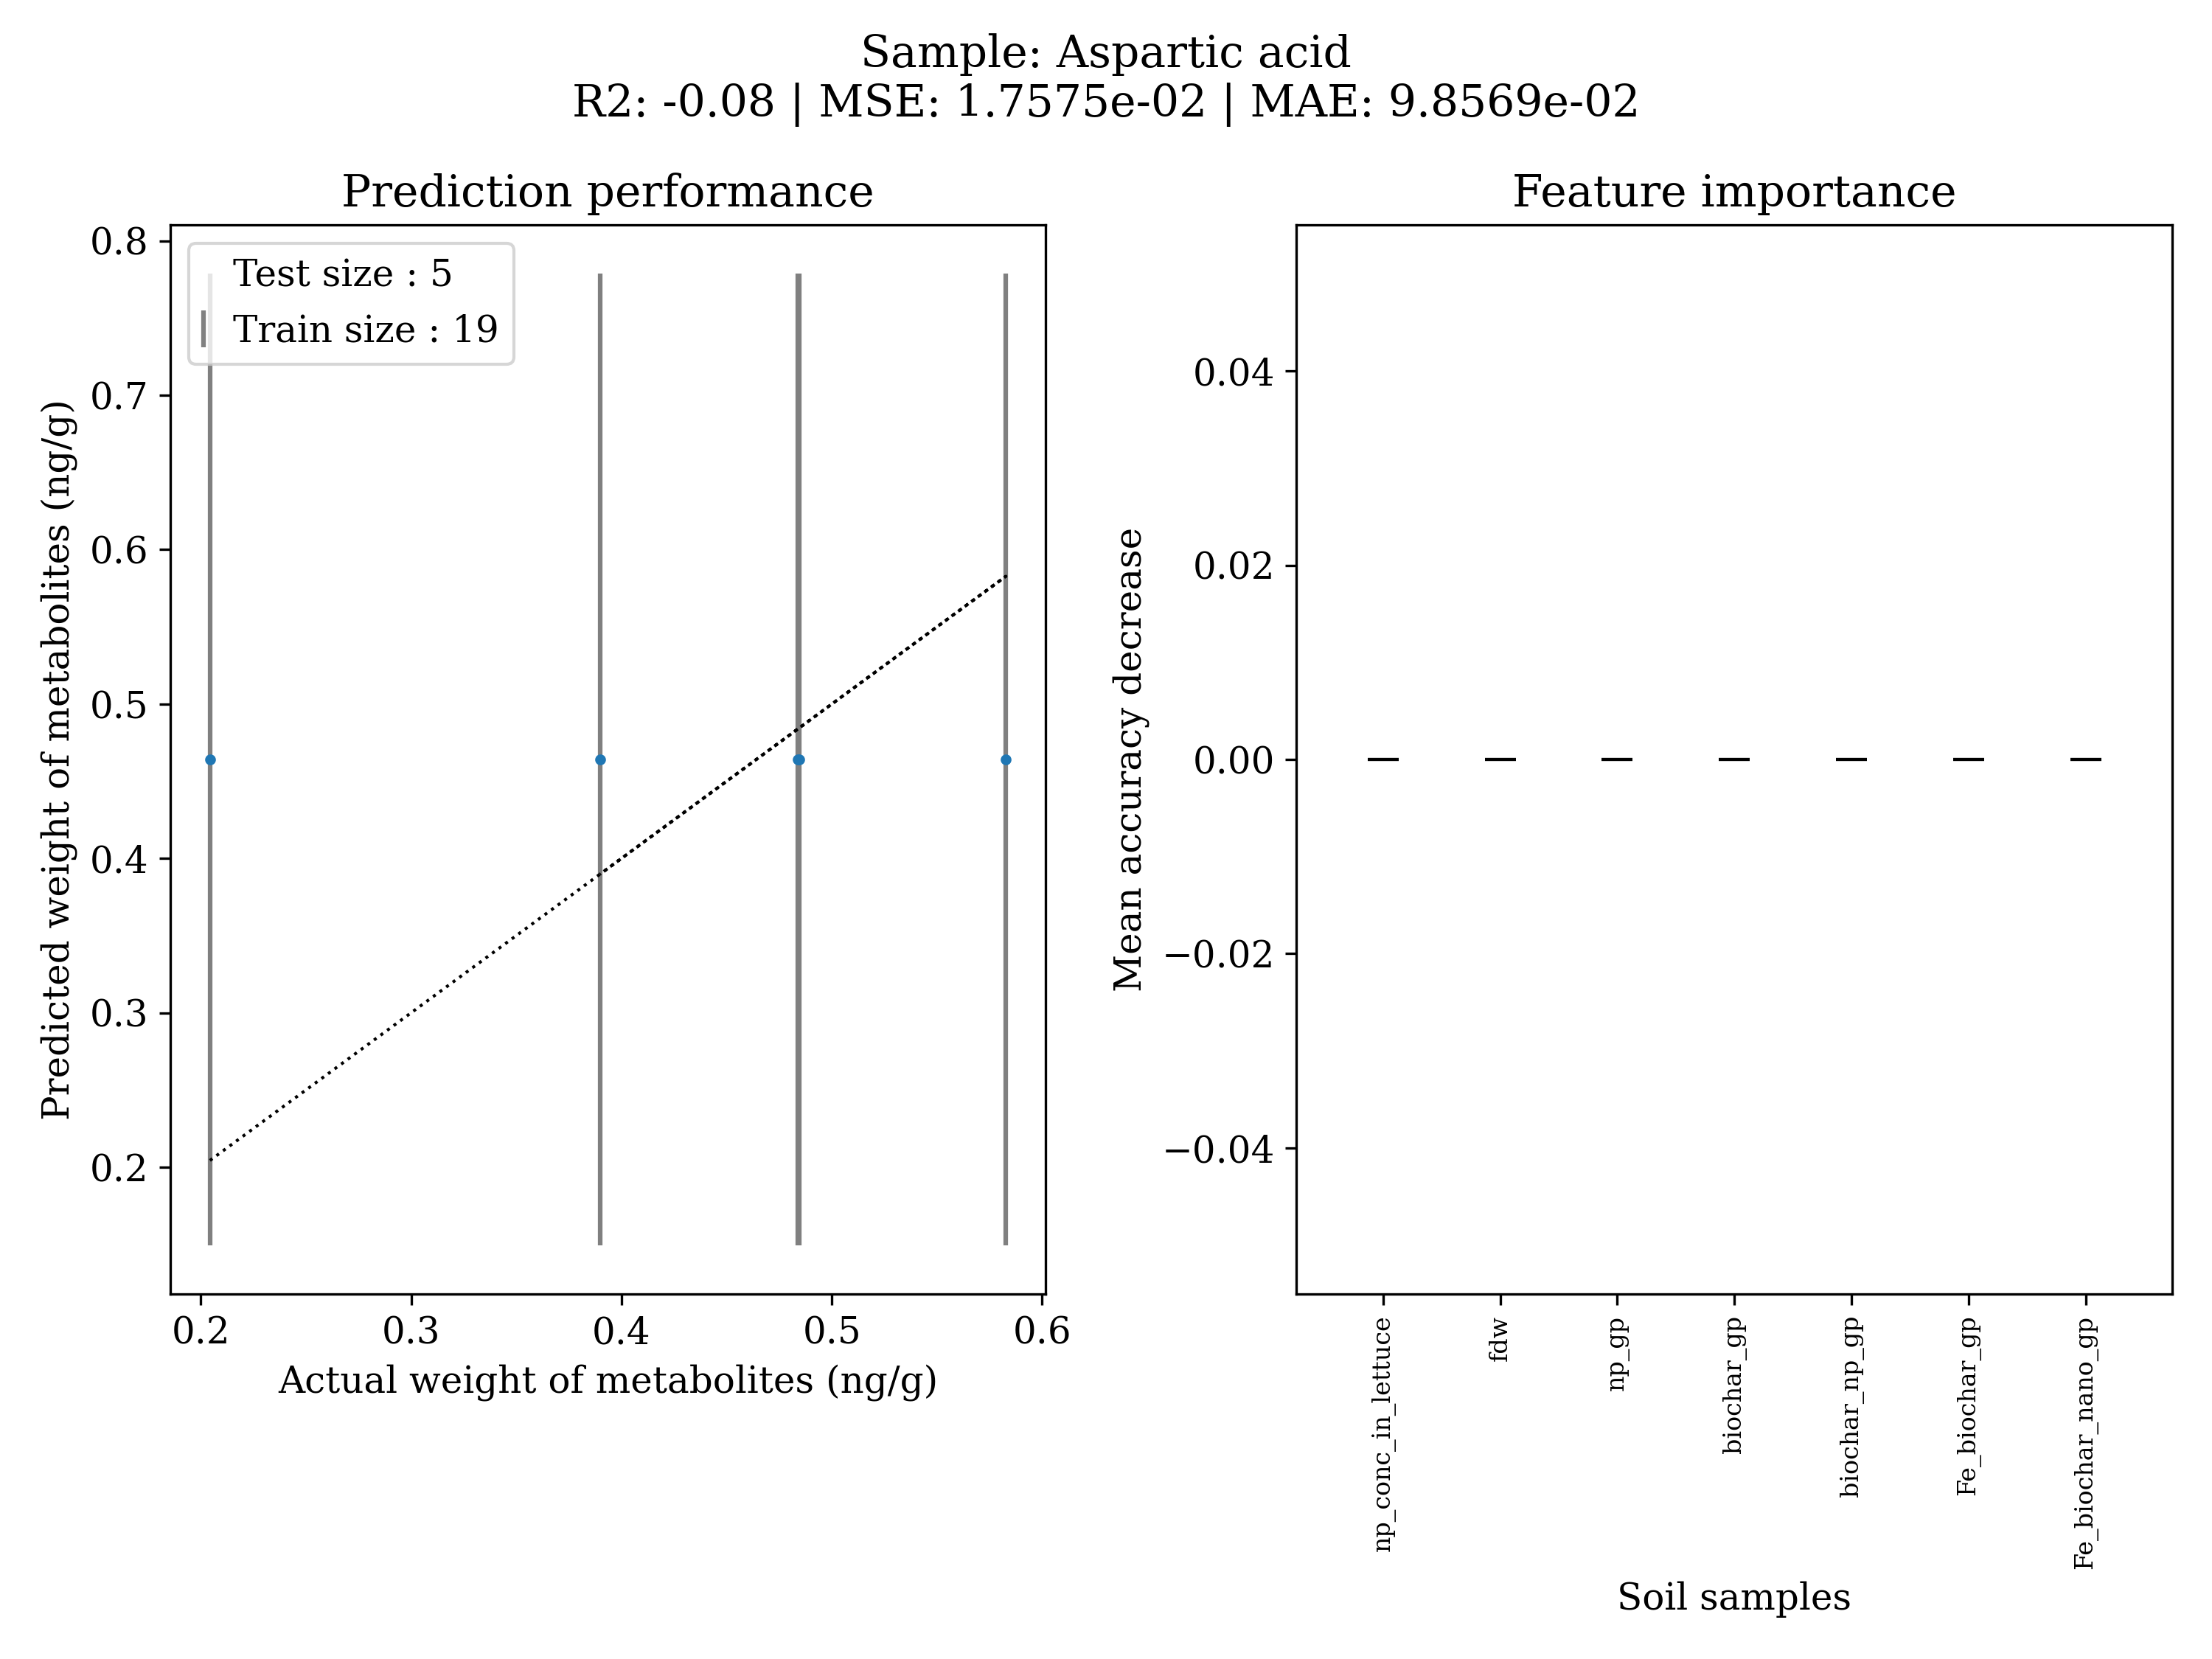 Sample: Aspartic acid
R2: -0.08 | MSE: 1.7575e-02 | MAE: 9.8569e-02
Prediction performance
Test size : 5
Train size : 19
0.8
0.7
0.6
0.5
0.4
0.3
0.2
Predicted weight of metabolites (ng/g)
0.2 0.3 0.4 0.5 0.6
Actual weight of metabolites (ng/g)
Feature importance
0.04
0.02
0.00
−0.02
−0.04
Mean accuracy decrease
np_conc_in_lettuce
fdw
np_gp
biochar_gp
biochar_np_gp
Fe_biochar_gp
Fe_biochar_nano_gp
Soil samples